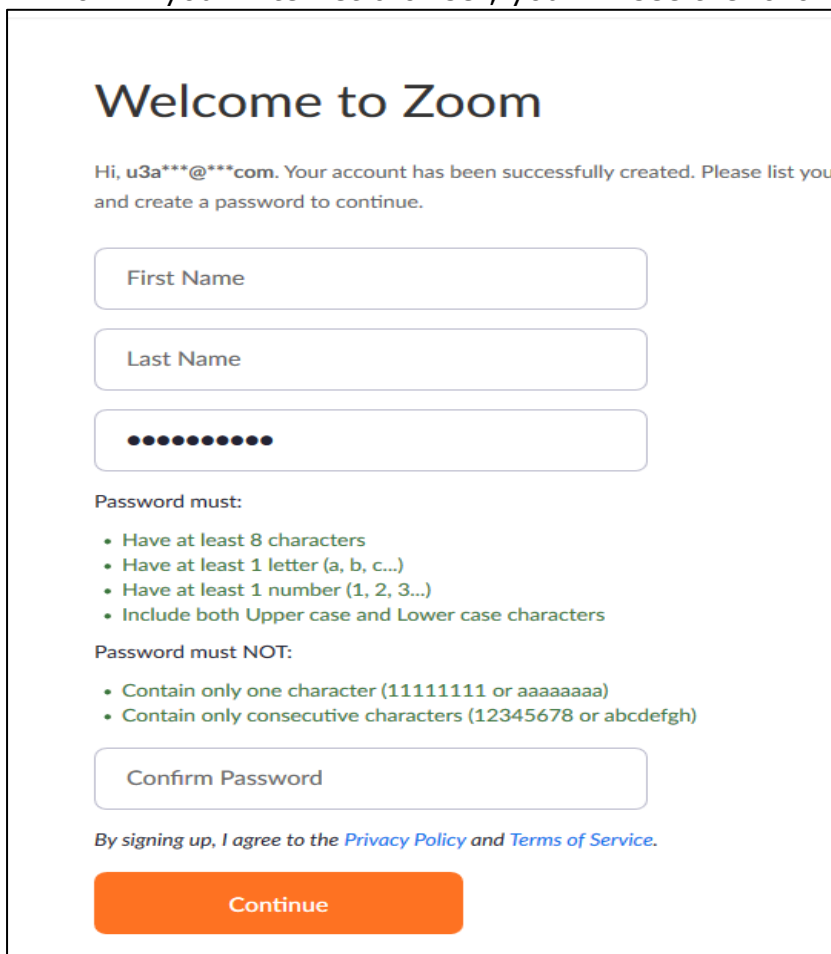 Welcome to Zoom
Hi, u3a***@***com. Your account has been successfully created. Please list you
and create a password to continue.
First Name
Last Name
••••••••••
Password must:
• Have at least 8 characters
• Have at least 1 letter (a, b, c...)
• Have at least 1 number (1, 2, 3...)
• Include both Upper case and Lower case characters
Password must NOT:
• Contain only one character (11111111 or aaaaaaaa)
• Contain only consecutive characters (12345678 or abcdefgh)
Confirm Password
By signing up, I agree to the Privacy Policy and Terms of Service.
Continue